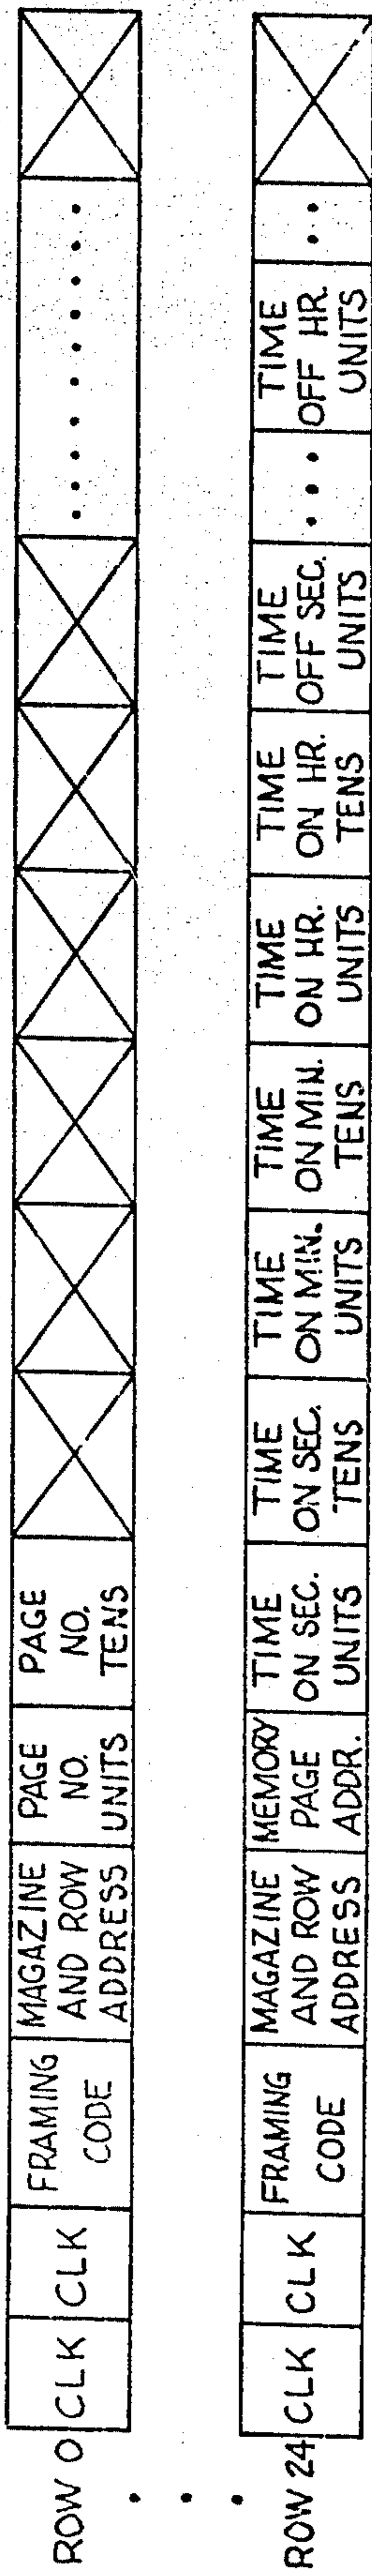 ROW 0 CLK CLK FRAMING CODE MAGAZINE AND ROW ADDRESS PAGE NO. UNITS PAGE NO. TENS
ROW 24 CLK CLK FRAMING CODE MAGAZINE AND ROW ADDRESS MEMORY PAGE ADDR. TIME ON SEC. UNITS TIME ON SEC. TENS TIME ON MIN. UNITS TIME ON MIN. TENS TIME ON HR. UNITS TIME ON HR. TENS TIME OFF SEC. UNITS ... TIME OFF HR. UNITS ..